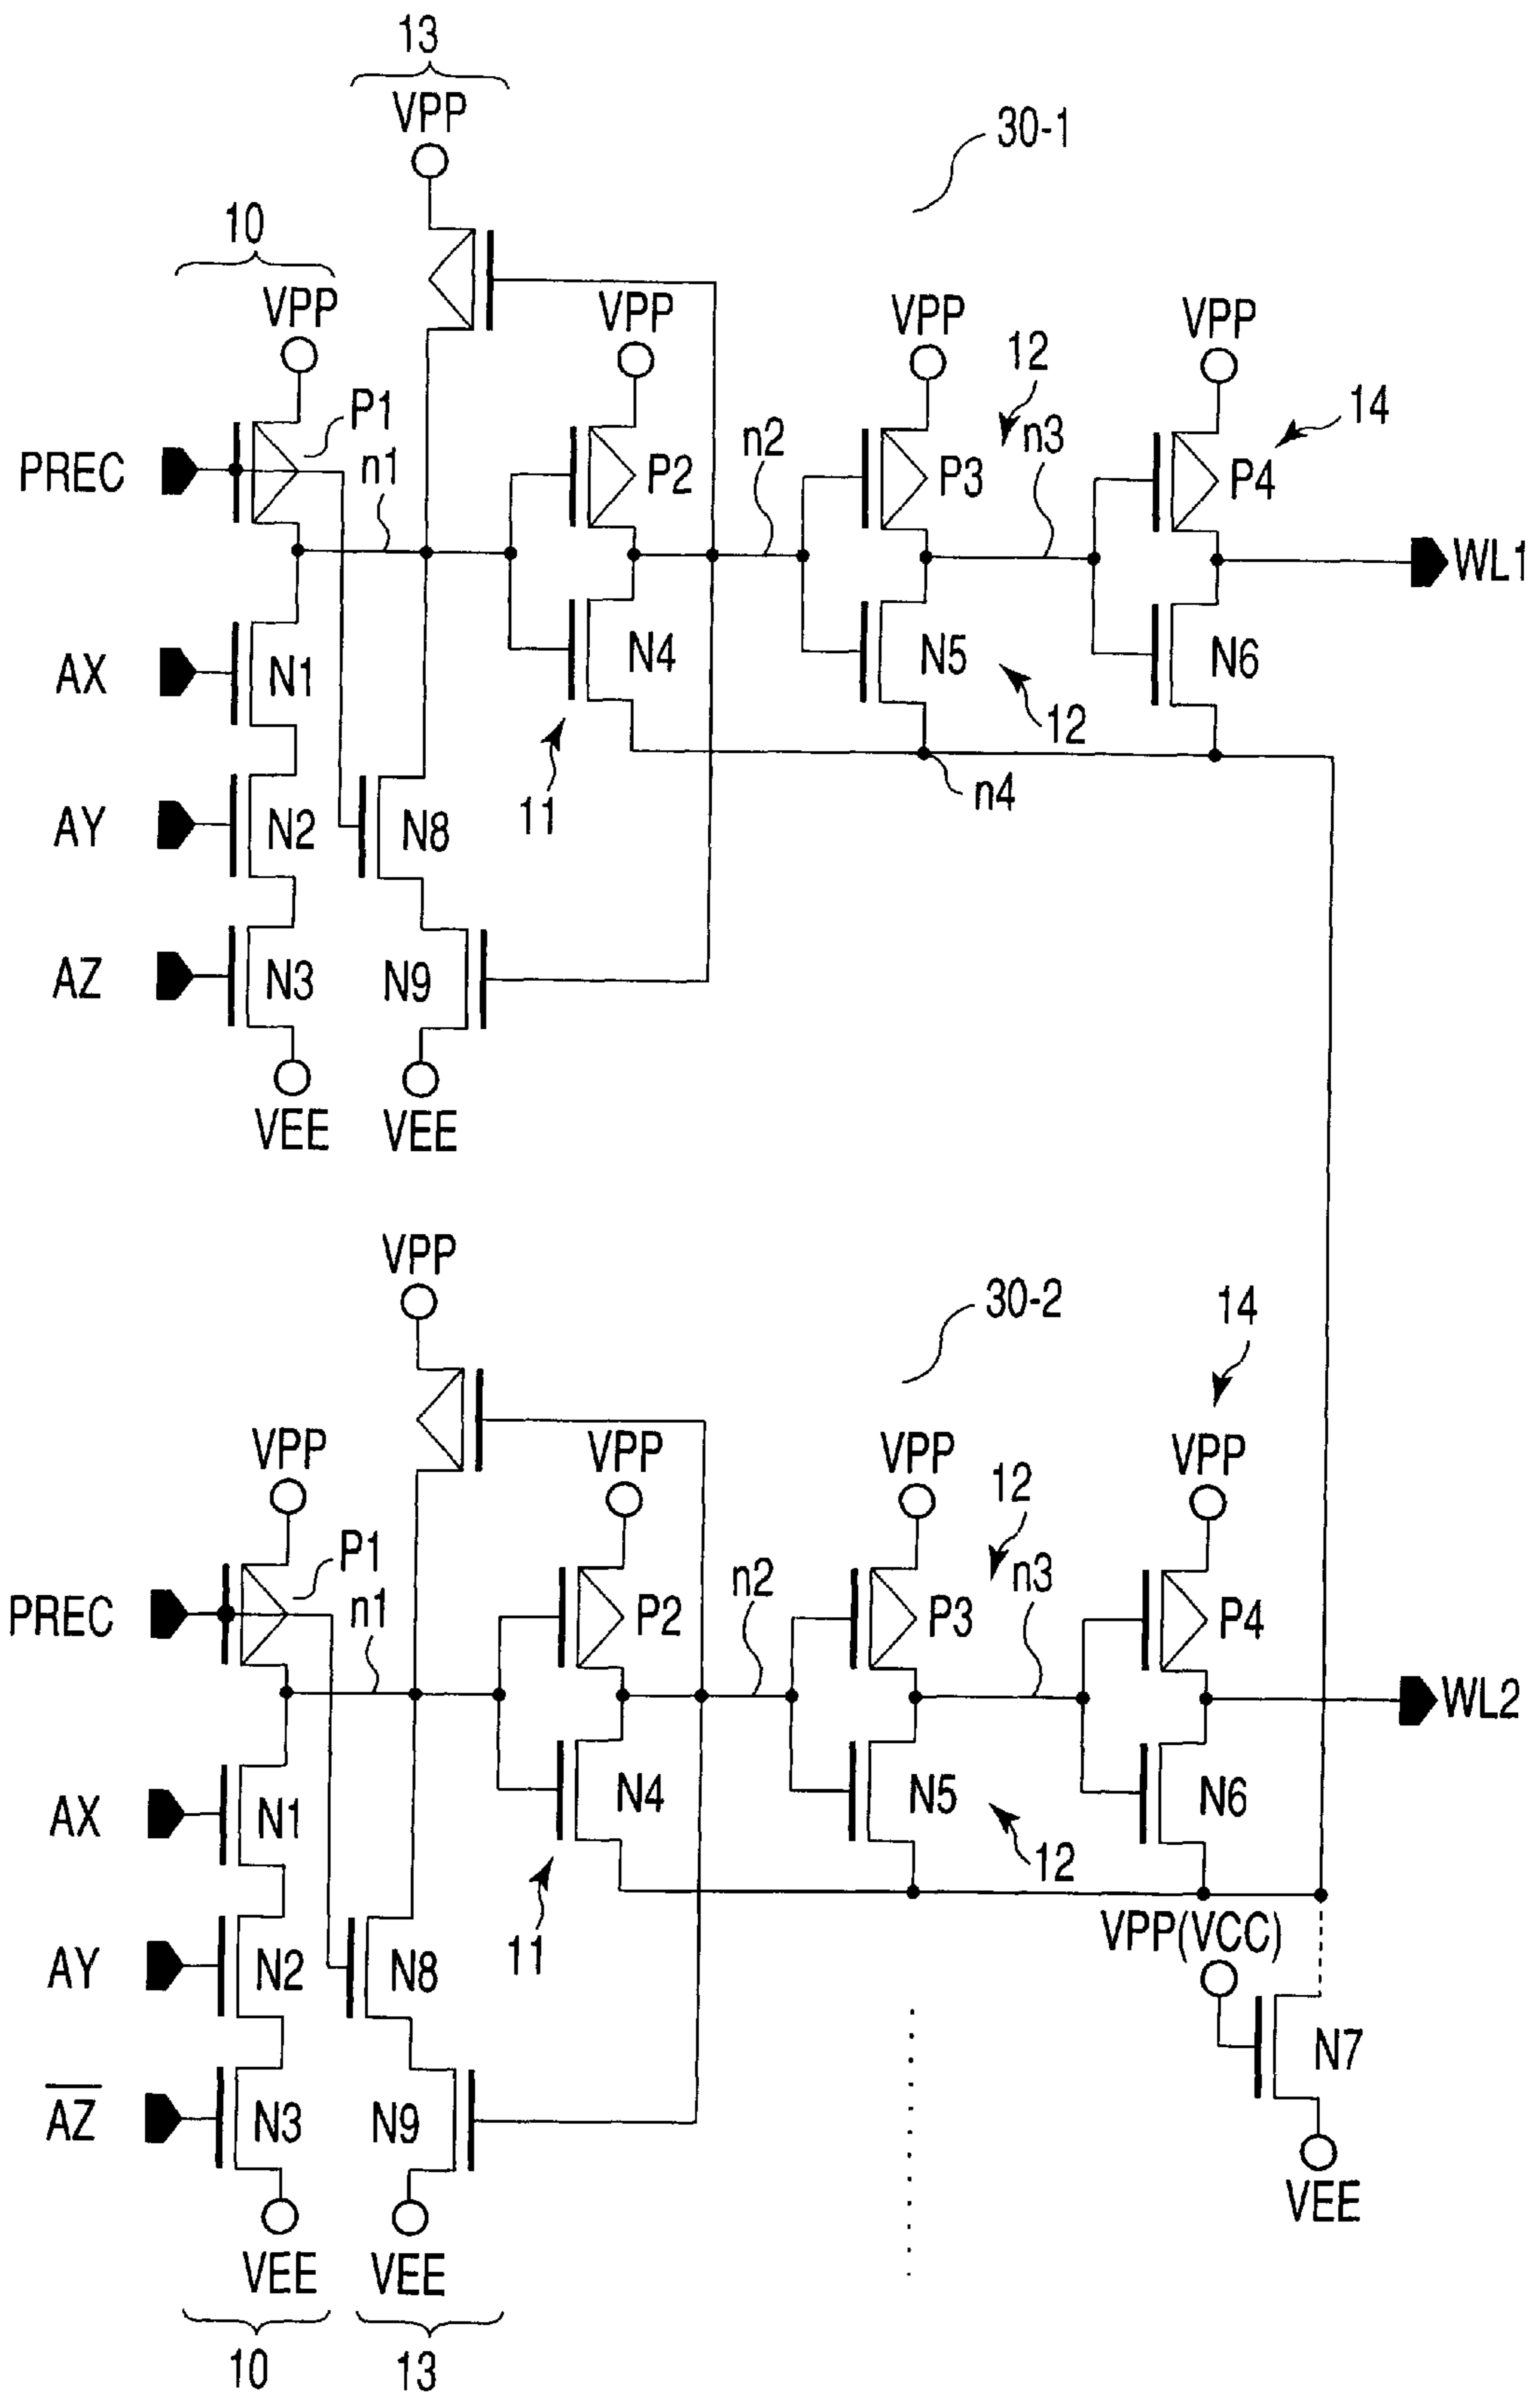 13
VPP
30-1
10
VPP
VPP
VPP
12
VPP
14
P1
PREC
n1
P2
n2
P3
n3
P4
WL1
AX
N1
N4
N5
N6
12
n4
11
AY
N2
N8
AZ
N3
N9
VEE
VEE
VPP
30-2
14
VPP
VPP
VPP
12
VPP
P1
PREC
n1
P2
n2
P3
n3
P4
WL2
AX
N1
N4
N5
N6
12
11
VPP(VCC)
AY
N2
N8
N7
A̅Z̅
N3
N9
VEE
VEE
VEE
10
13